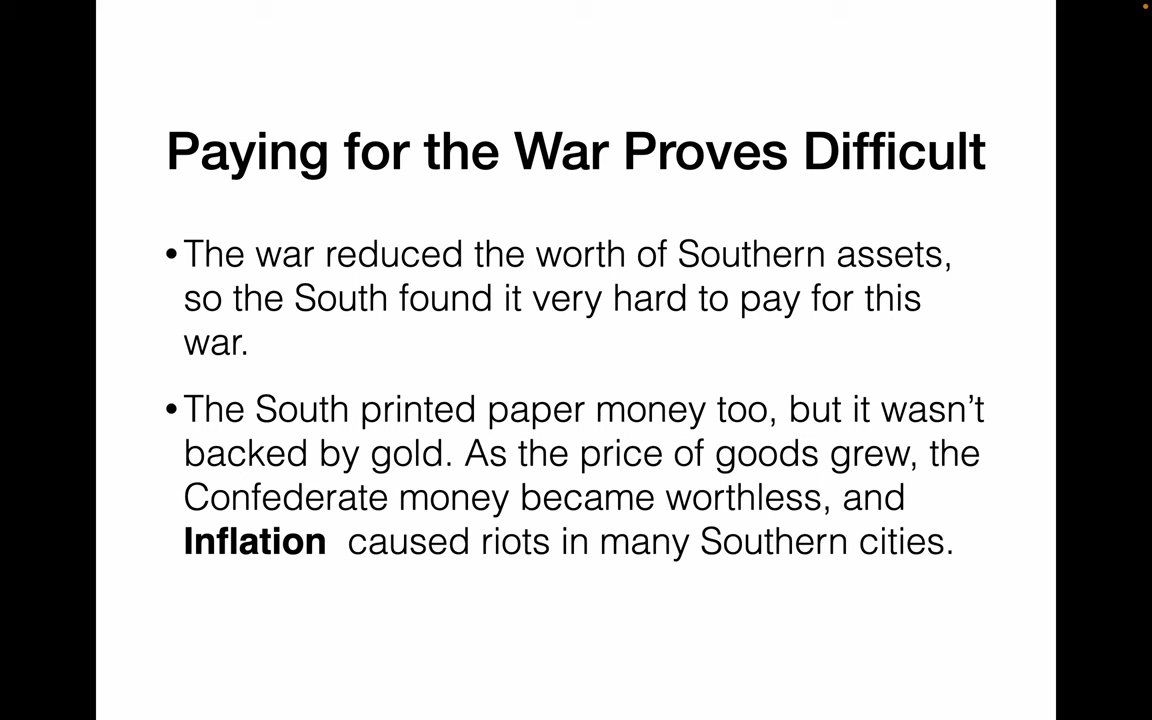 Paying for the War Proves Difficult
•The war reduced the worth of Southern assets,
so the South found it very hard to pay for this
war.
•The South printed paper money too, but it wasn’t
backed by gold. As the price of goods grew, the
Confederate money became worthless, and
Inflation caused riots in many Southern cities.